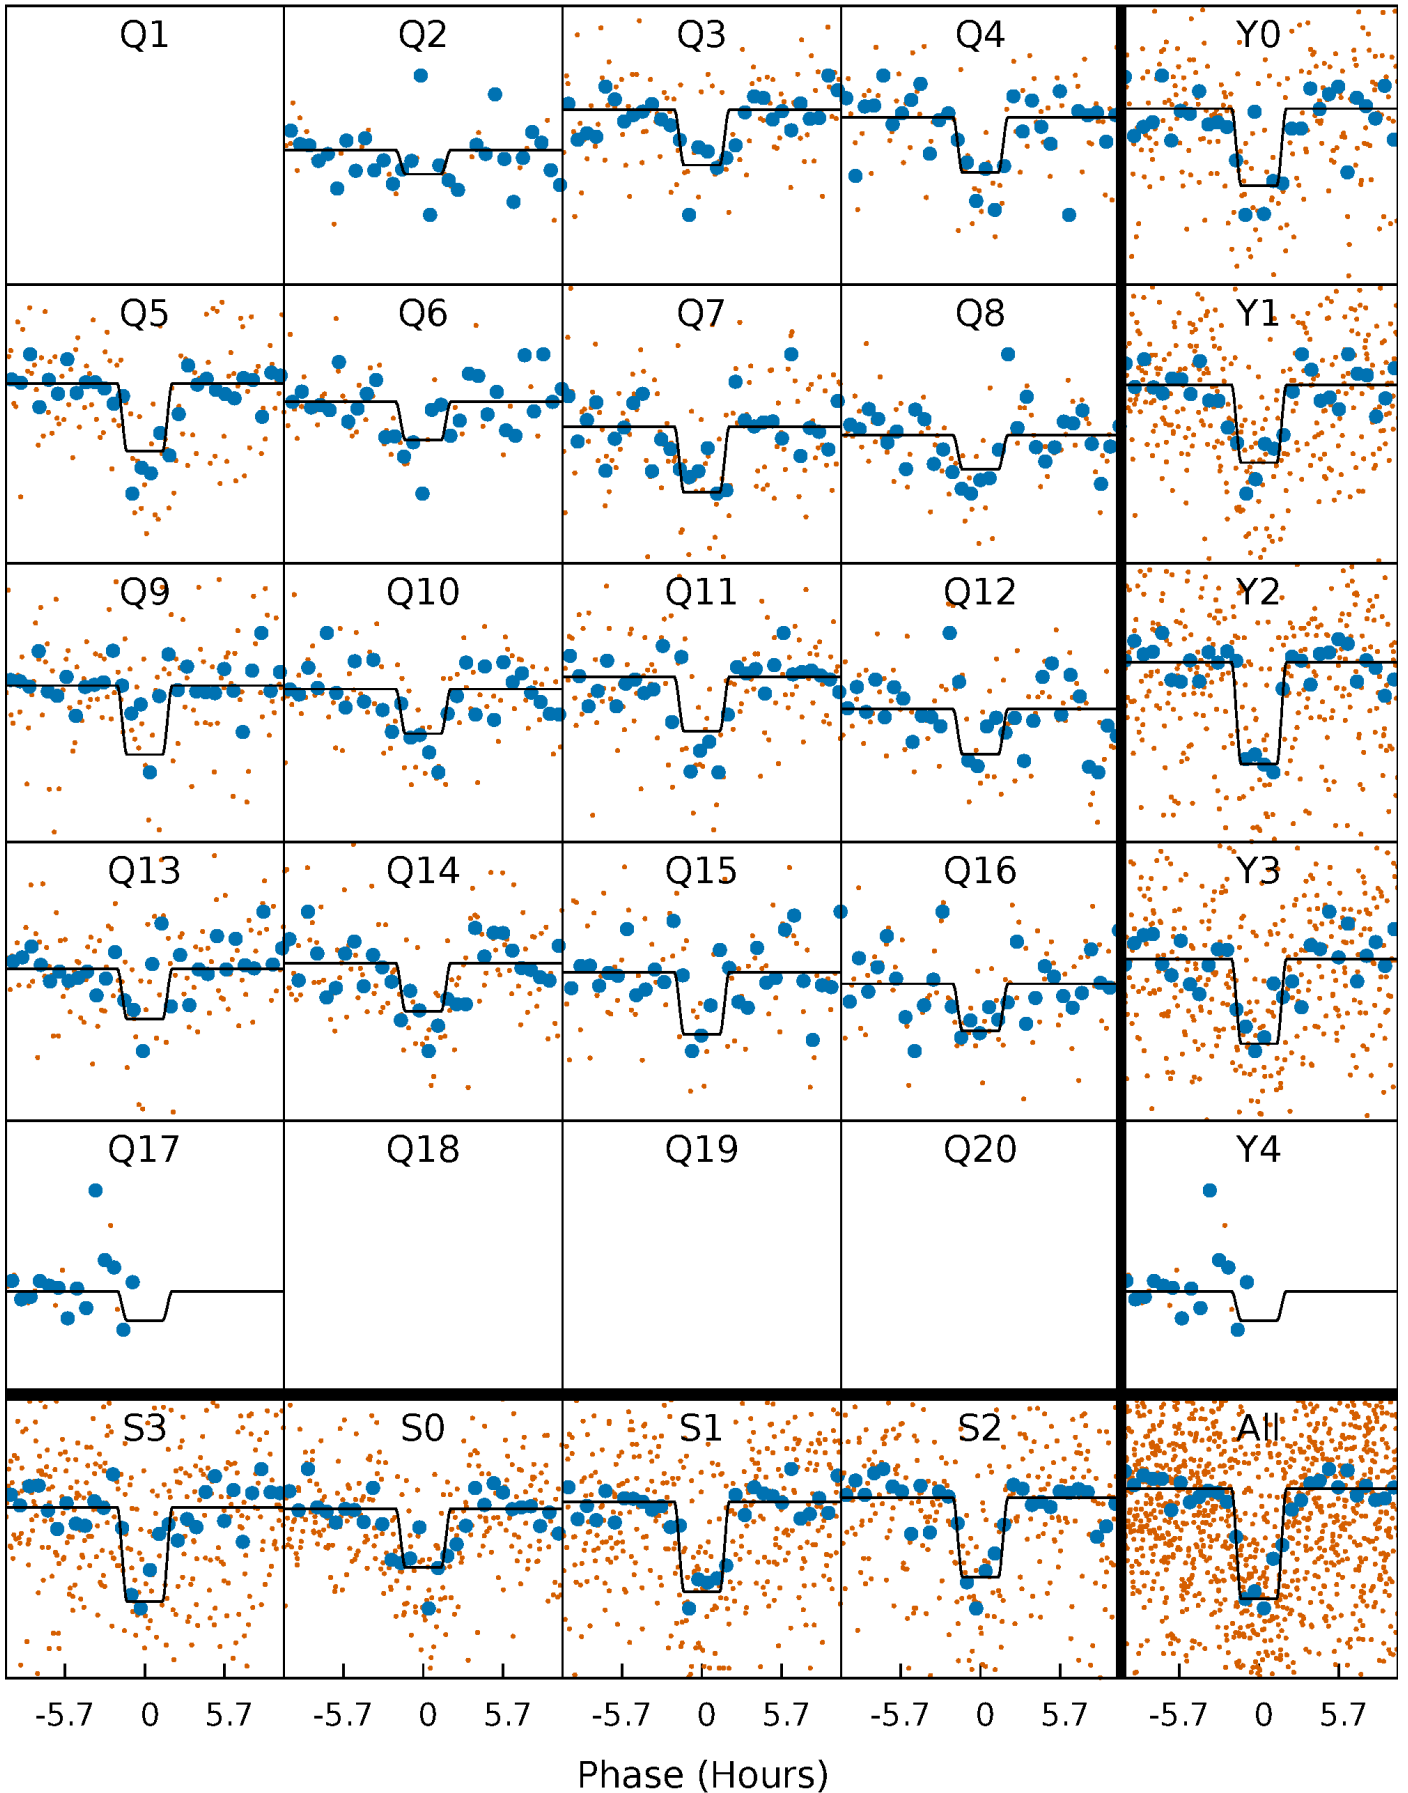 Q1 Q2 Q3 Q4 Y0
Q5 Q6 Q7 Q8 Y1
Q9 Q10 Q11 Q12 Y2
Q13 Q14 Q15 Q16 Y3
Q17 Q18 Q19 Q20 Y4
S3 S0 S1 S2 All
-5.7 0 5.7 -5.7 0 5.7 -5.7 0 5.7 -5.7 0 5.7 -5.7 0 5.7
Phase (Hours)